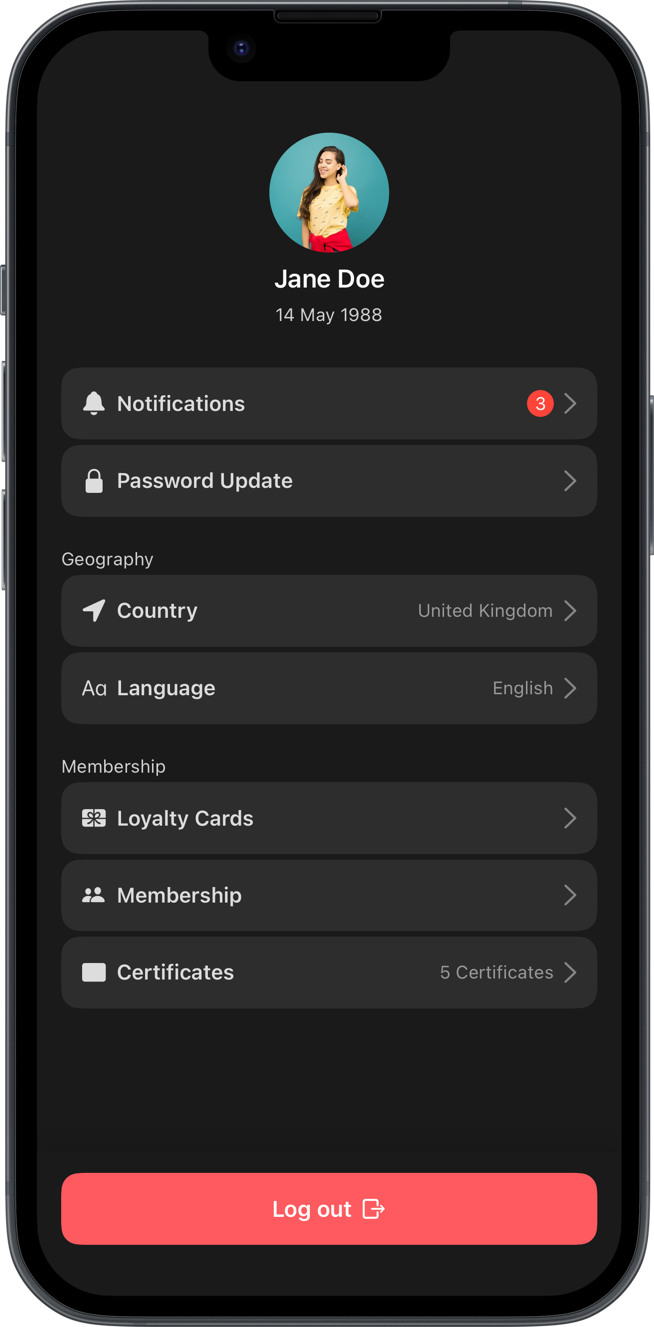 Jane Doe
14 May 1988
Notifications 3
Password Update
Geography
Country United Kingdom
Aa Language English
Membership
Loyalty Cards
Membership
Certificates 5 Certificates
Log out